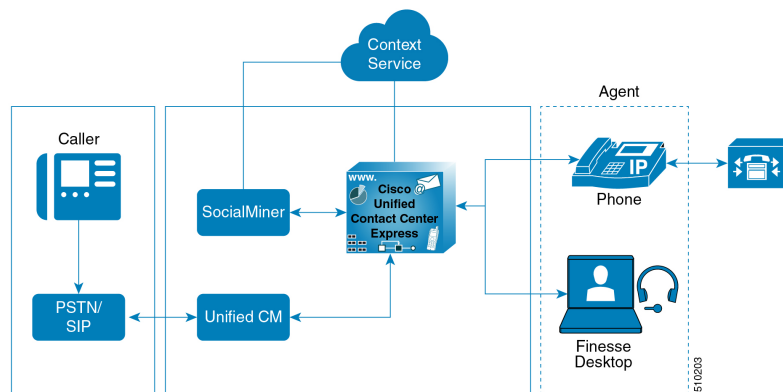 Context
Service
Agent
Caller
www.
@
Cisco
Unified
Contact Center
Express
IP
Phone
SocialMiner
PSTN/
SIP
Unified CM
Finesse
Desktop
510203